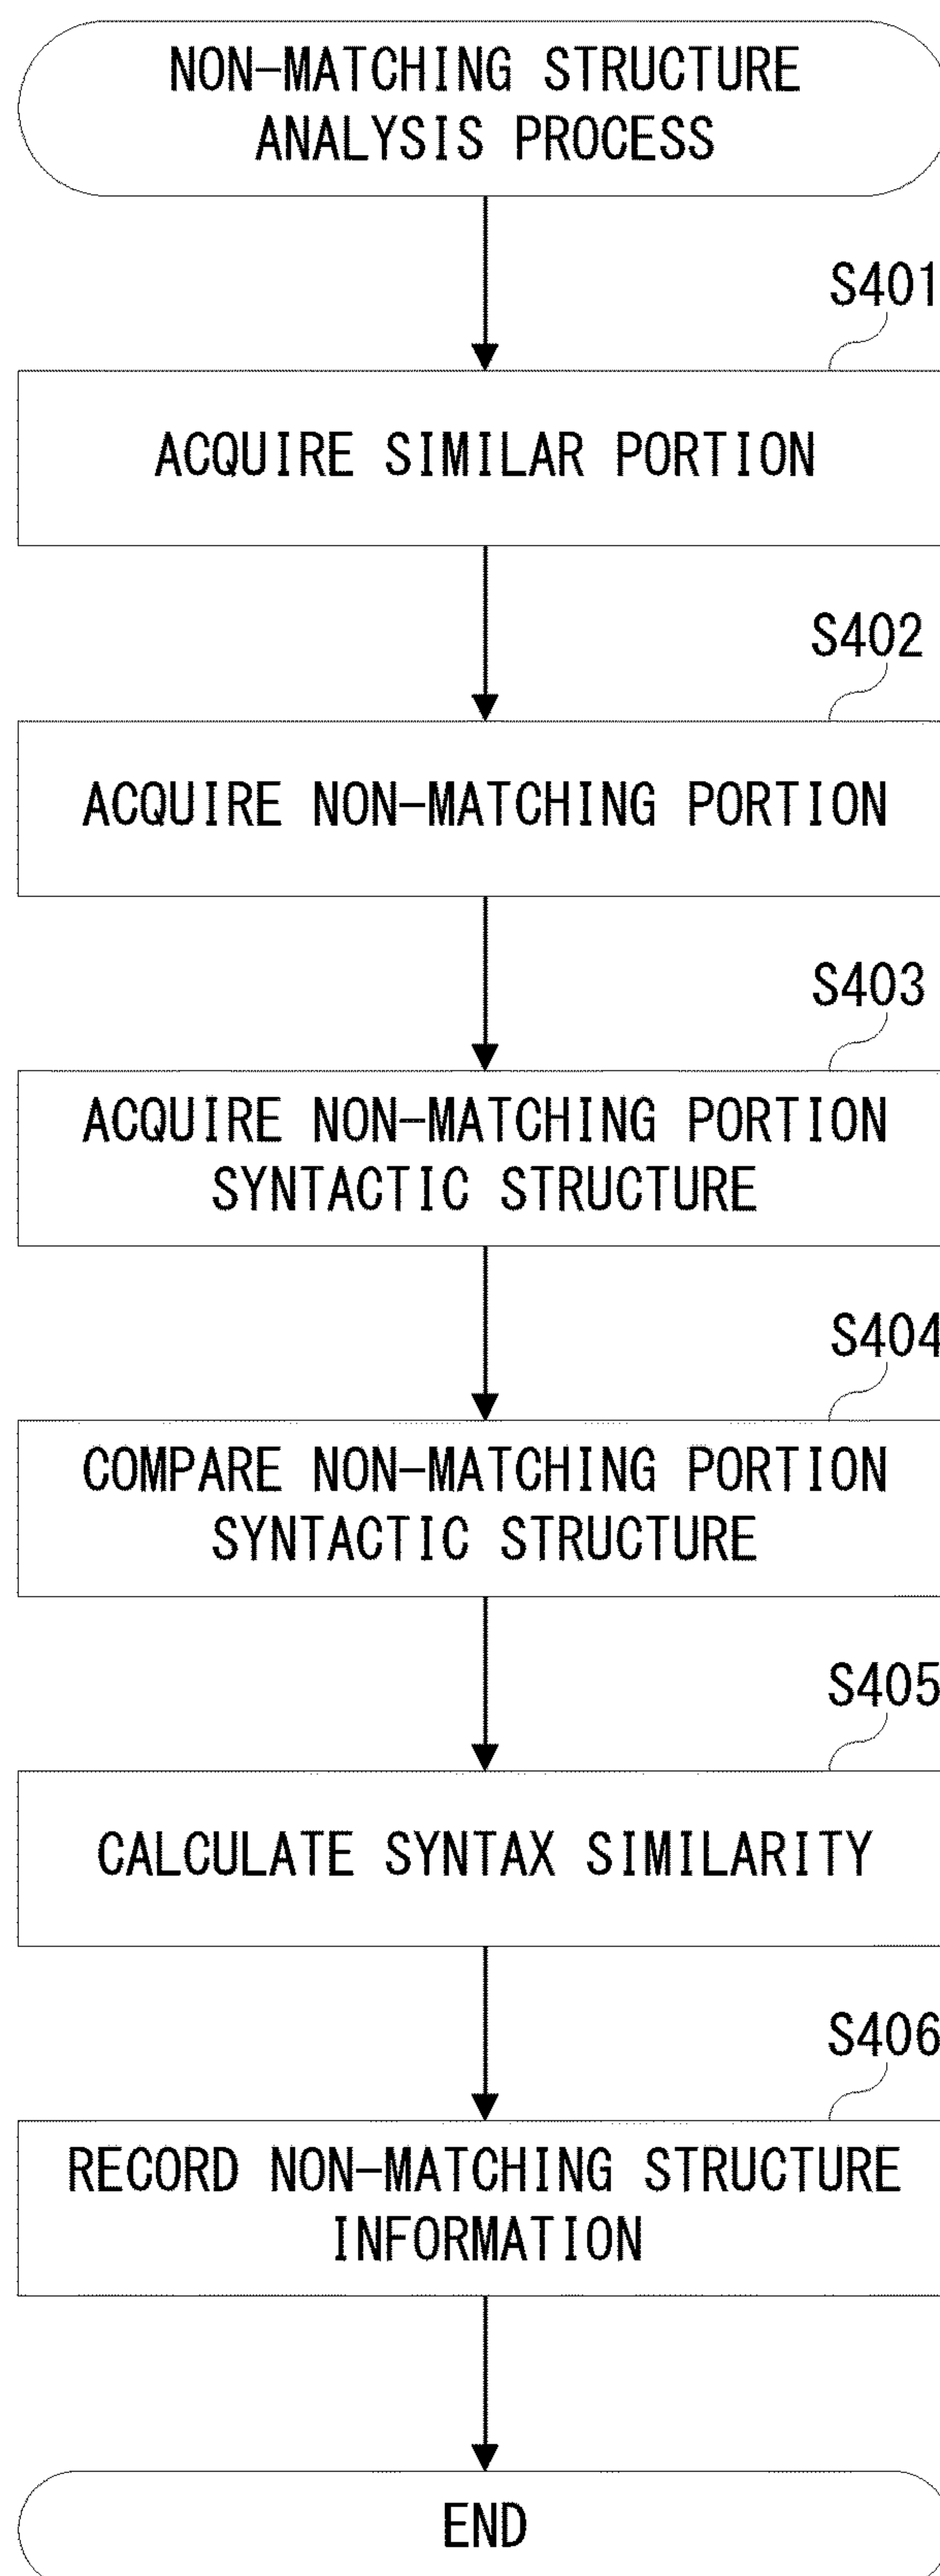 NON-MATCHING STRUCTURE
ANALYSIS PROCESS
S401
ACQUIRE SIMILAR PORTION
S402
ACQUIRE NON-MATCHING PORTION
S403
ACQUIRE NON-MATCHING PORTION
SYNTACTIC STRUCTURE
S404
COMPARE NON-MATCHING PORTION
SYNTACTIC STRUCTURE
S405
CALCULATE SYNTAX SIMILARITY
S406
RECORD NON-MATCHING STRUCTURE
INFORMATION
END